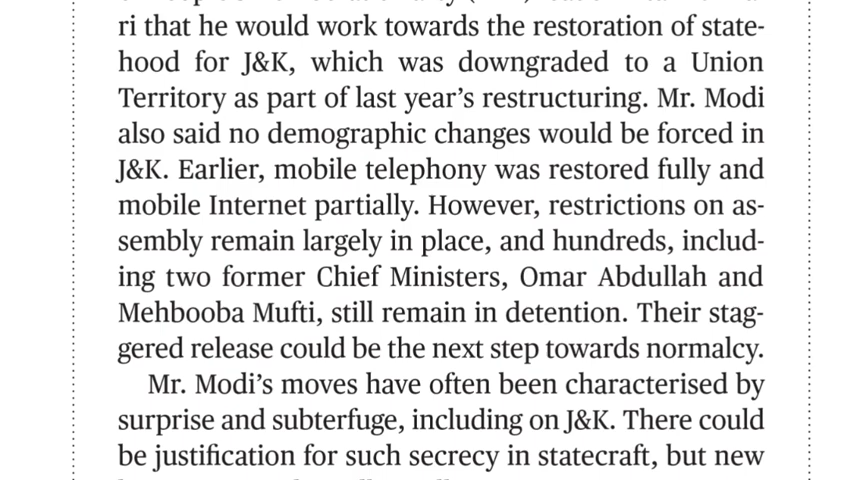 ri that he would work towards the restoration of state-
hood for J&K, which was downgraded to a Union
Territory as part of last year's restructuring. Mr. Modi
also said no demographic changes would be forced in
J&K. Earlier, mobile telephony was restored fully and
mobile Internet partially. However, restrictions on as-
sembly remain largely in place, and hundreds, includ-
ing two former Chief Ministers, Omar Abdullah and
Mehbooba Mufti, still remain in detention. Their stag-
gered release could be the next step towards normalcy.
Mr. Modi's moves have often been characterised by
surprise and subterfuge, including on J&K. There could
be justification for such secrecy in statecraft, but new